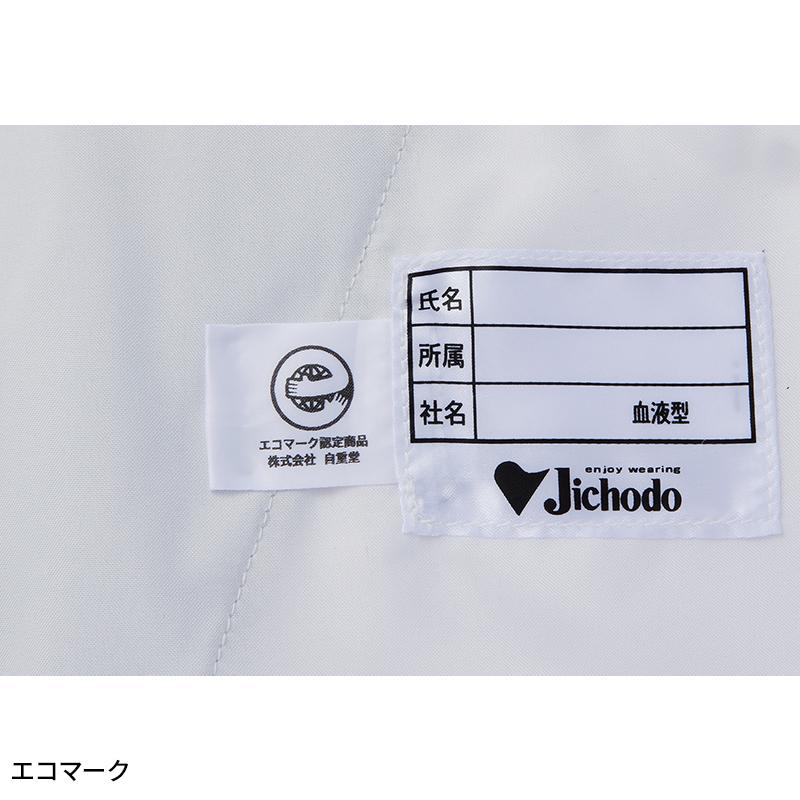 氏名
所属
社名 血液型
enjoy wearing
Jichodo
エコマーク認定商品
株式会社 自重堂
エコマーク